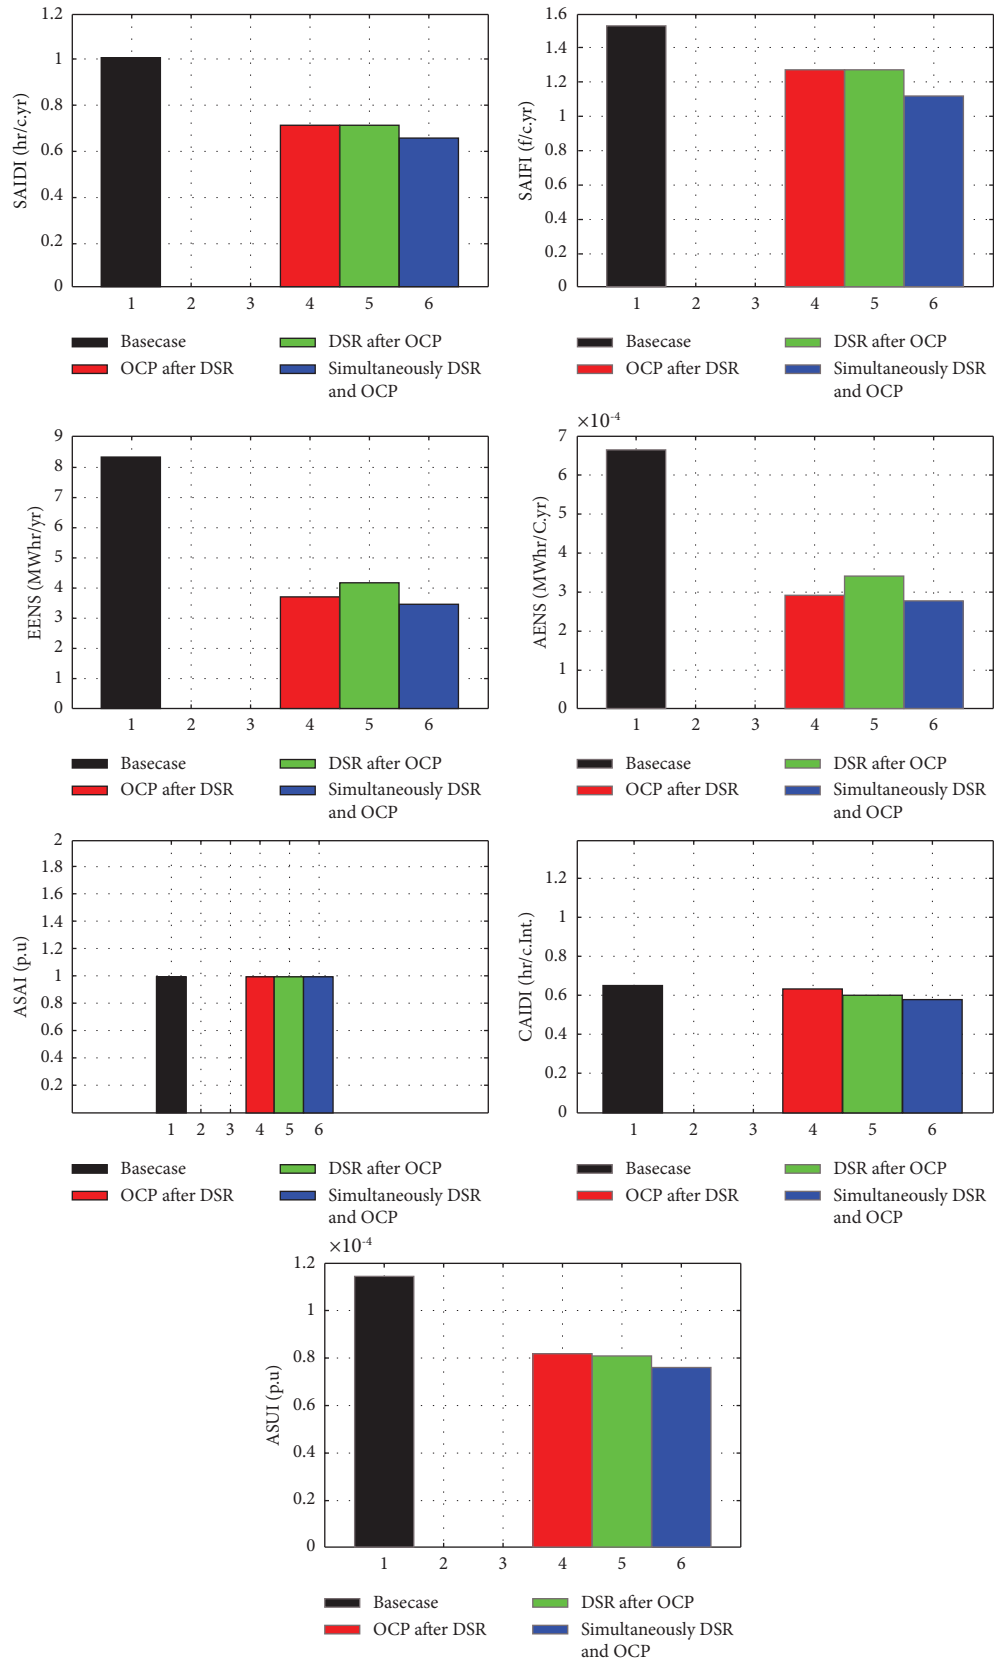 1.2
1
0.8
0.6
0.4
0.2
0
SAIDI (hr/c.yr)
1 2 3 4 5 6
Basecase
OCP after DSR
DSR after OCP
Simultaneously DSR
and OCP
1.6
1.4
1.2
1
0.8
0.6
0.4
0.2
0
SAIFI (f/c.yr)
1 2 3 4 5 6
Basecase
OCP after DSR
DSR after OCP
Simultaneously DSR
and OCP
9
8
7
6
5
4
3
2
1
0
EENS (MWhr/yr)
1 2 3 4 5 6
Basecase
OCP after DSR
DSR after OCP
Simultaneously DSR
and OCP
×10-4
7
6
5
4
3
2
1
0
AENS (MWhr/C.yr)
1 2 3 4 5 6
Basecase
OCP after DSR
DSR after OCP
Simultaneously DSR
and OCP
2
1.8
1.6
1.4
1.2
1
0.8
0.6
0.4
0.2
ASAI (p.u)
1 2 3 4 5 6
Basecase
OCP after DSR
DSR after OCP
Simultaneously DSR
and OCP
1.2
1
0.8
0.6
0.4
0.2
0
CAIDI (hr/c.Int.)
1 2 3 4 5 6
Basecase
OCP after DSR
DSR after OCP
Simultaneously DSR
and OCP
×10-4
1.2
1
0.8
0.6
0.4
0.2
0
ASUI (p.u)
1 2 3 4 5 6
Basecase
OCP after DSR
DSR after OCP
Simultaneously DSR
and OCP